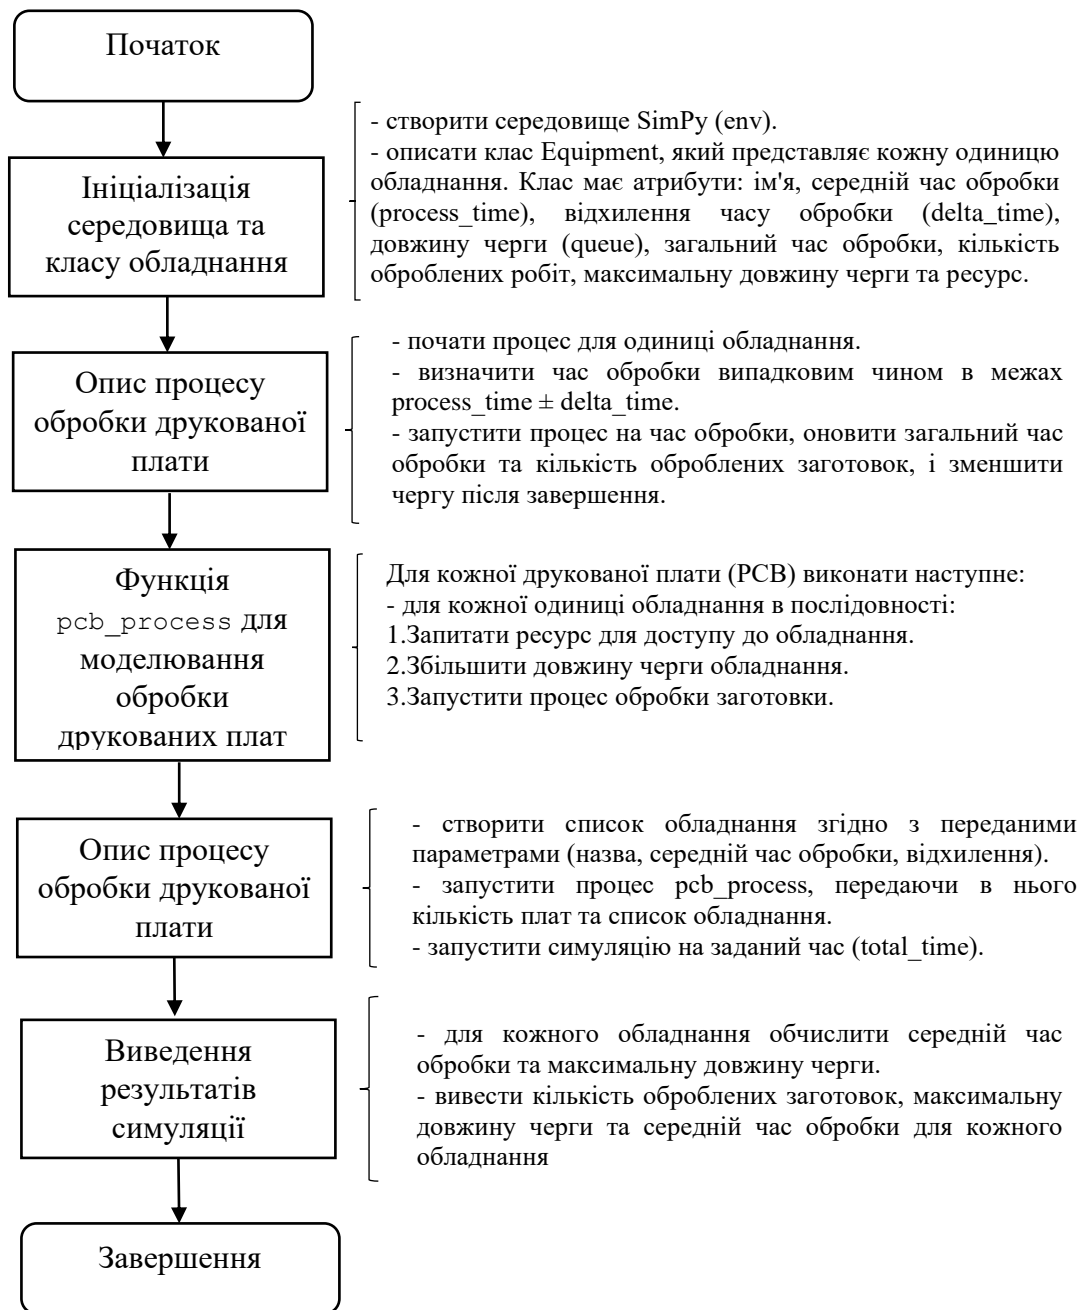 Початок
- створити середовище SimPy (env).
- описати клас Equipment, який представляє кожну одиницю
обладнання. Клас має атрибути: ім'я, середній час обробки
(process_time), відхилення часу обробки (delta_time),
довжину черги (queue), загальний час обробки, кількість
оброблених робіт, максимальну довжину черги та ресурс.
Ініціалізація
середовища та
класу обладнання
- почати процес для одиниці обладнання.
- визначити час обробки випадковим чином в межах
process_time ± delta_time.
- запустити процес на час обробки, оновити загальний час
обробки та кількість оброблених заготовок, і зменшити
чергу після завершення.
Опис процесу
обробки друкованої
плати
Функція
pcb_process для
моделювання
обробки
друкованих плат
Для кожної друкованої плати (PCB) виконати наступне:
- для кожної одиниці обладнання в послідовності:
1.Запитати ресурс для доступу до обладнання.
2.Збільшити довжину черги обладнання.
3.Запустити процес обробки заготовки.
Опис процесу
обробки друкованої
плати
- створити список обладнання згідно з переданими
параметрами (назва, середній час обробки, відхилення).
- запустити процес pcb_process, передаючи в нього
кількість плат та список обладнання.
- запустити симуляцію на заданий час (total_time).
Виведення
результатів
симуляції
- для кожного обладнання обчислити середній час
обробки та максимальну довжину черги.
- вивести кількість оброблених заготовок, максимальну
довжину черги та середній час обробки для кожного
обладнання
Завершення